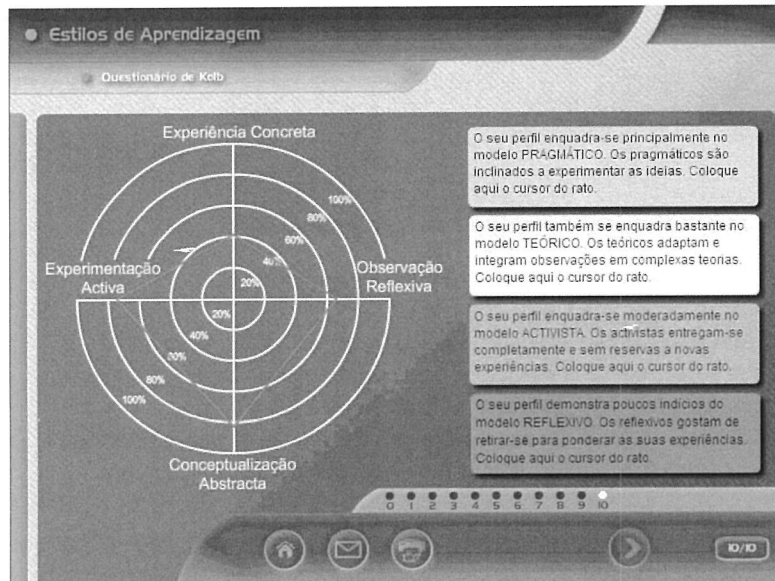 Estilos de Aprendizagem
Questionário de Kolb
Experiência Concreta
100%
80%
60%
40%
20%
Experimentação
Activa
Observação
Reflexiva
20%
40%
60%
80%
100%
Conceptualização
Abstracta
O seu perfil enquadra-se principalmente no
modelo PRAGMÁTICO. Os pragmáticos são
inclinados a experimentar as ideias. Coloque
aqui o cursor do rato.
O seu perfil também se enquadra bastante no
modelo TEÓRICO. Os teóricos adaptam e
integram observações em complexas teorias.
Coloque aqui o cursor do rato.
O seu perfil enquadra-se moderadamente no
modelo ACTIVISTA. Os activistas entregam-se
completamente e sem reservas a novas
experiências. Coloque aqui o cursor do rato.
O seu perfil demonstra poucos indícios do
modelo REFLEXIVO. Os reflexivos gostam de
retirar-se para ponderar as suas experiências.
Coloque aqui o cursor do rato.
0 1 2 3 4 5 6 7 8 9 10
10/10